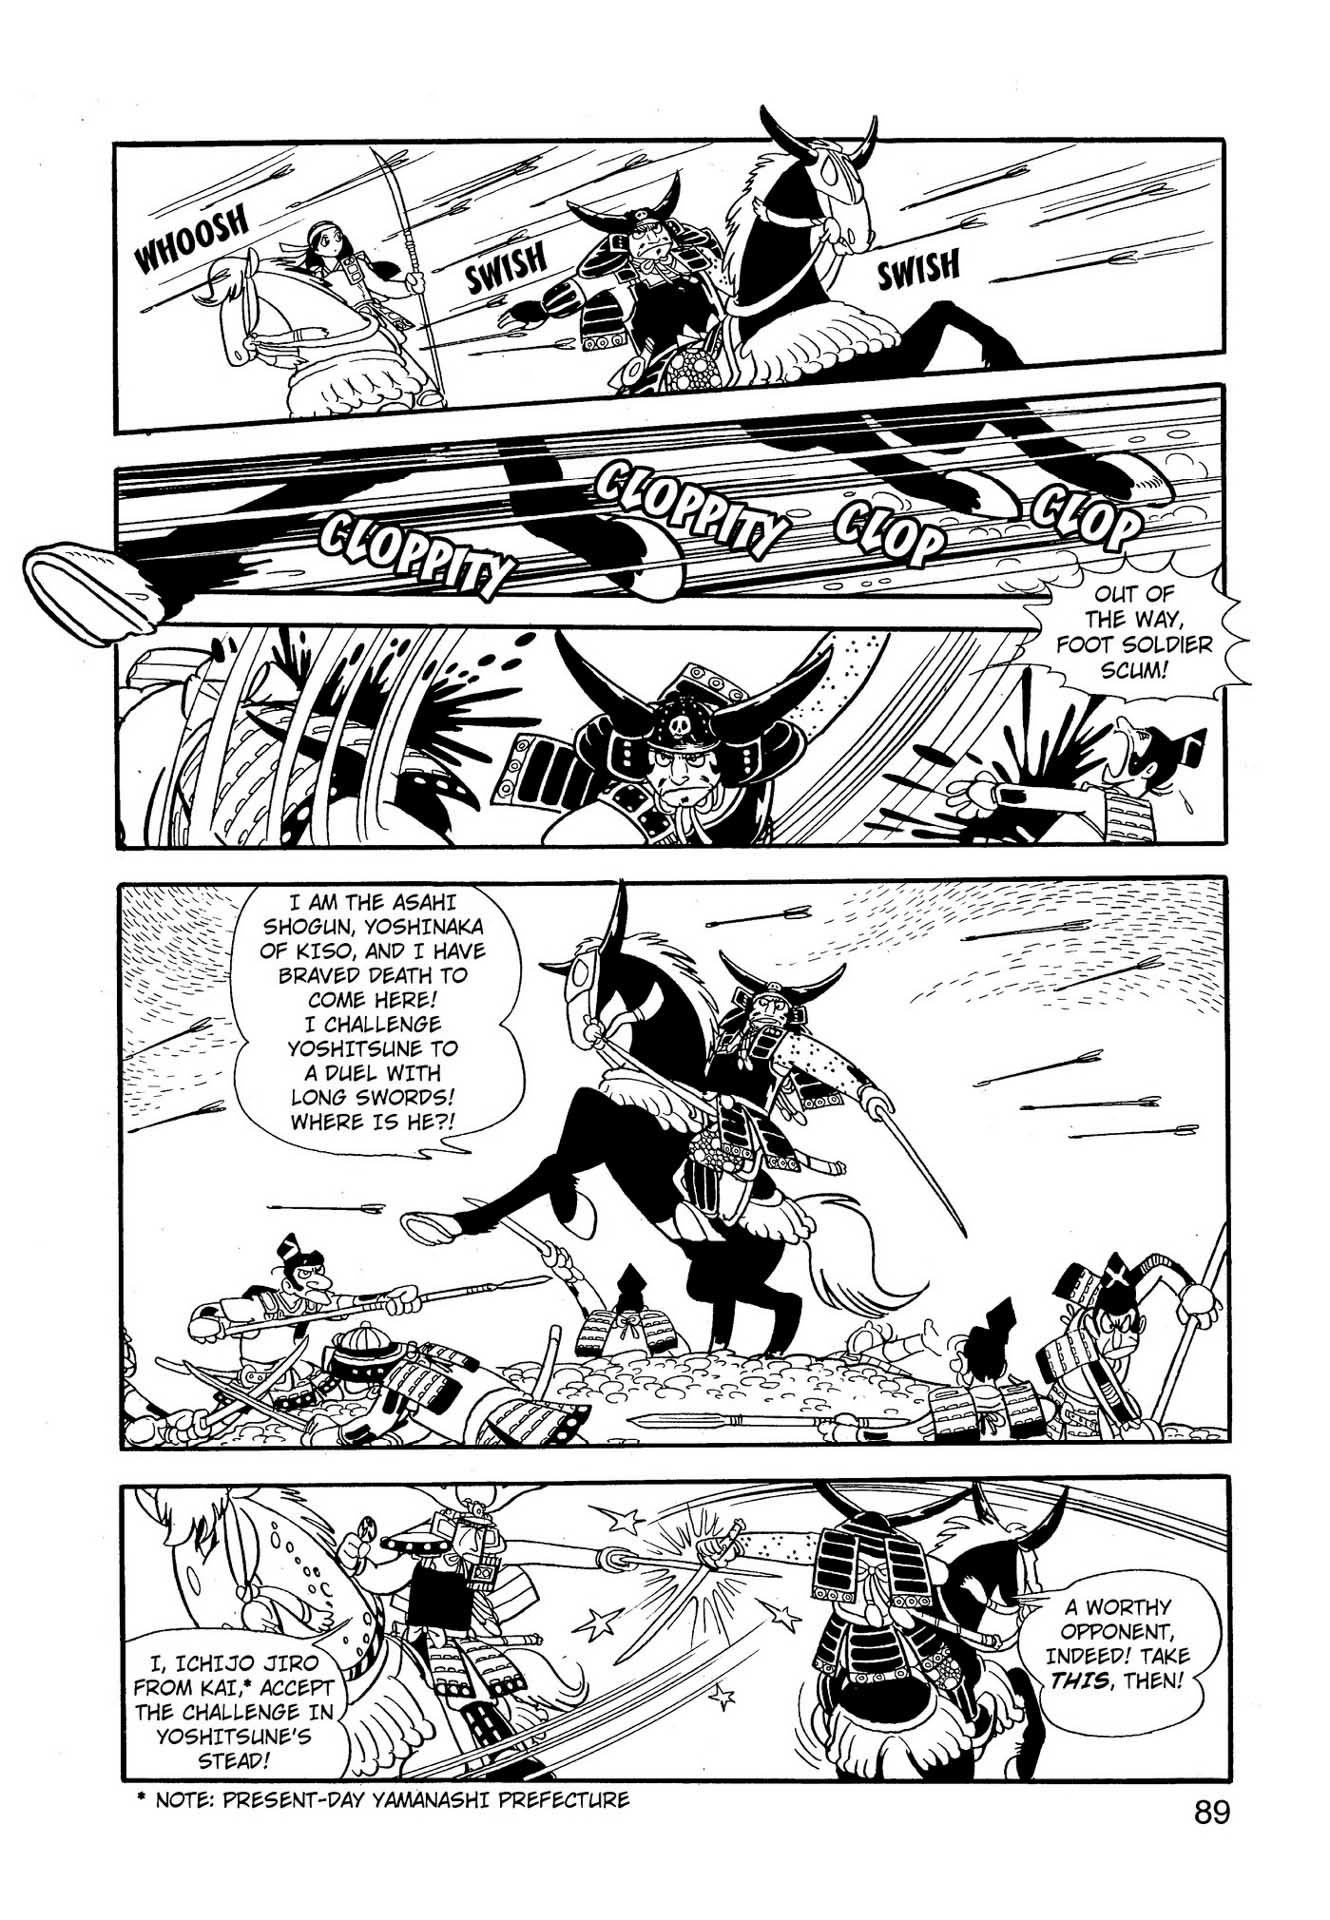 WHOOSH
SWISH
SWISH
CLOPPITY
CLOPPITY
CLOP
CLOP
OUT OF
THE WAY,
FOOT SOLDIER
SCUM!
I AM THE ASAHI
SHOGUN, YOSHINAKA
OF KISO, AND I HAVE
BRAVED DEATH TO
COME HERE!
I CHALLENGE
YOSHITSUNE TO
A DUEL WITH
LONG SWORDS!
WHERE IS HE?!
I, ICHIJO JIRO
FROM KAI,* ACCEPT
THE CHALLENGE IN
YOSHITSUNE'S
STEAD!
A WORTHY
OPPONENT,
INDEED! TAKE
THIS, THEN!
* NOTE: PRESENT-DAY YAMANASHI PREFECTURE
89